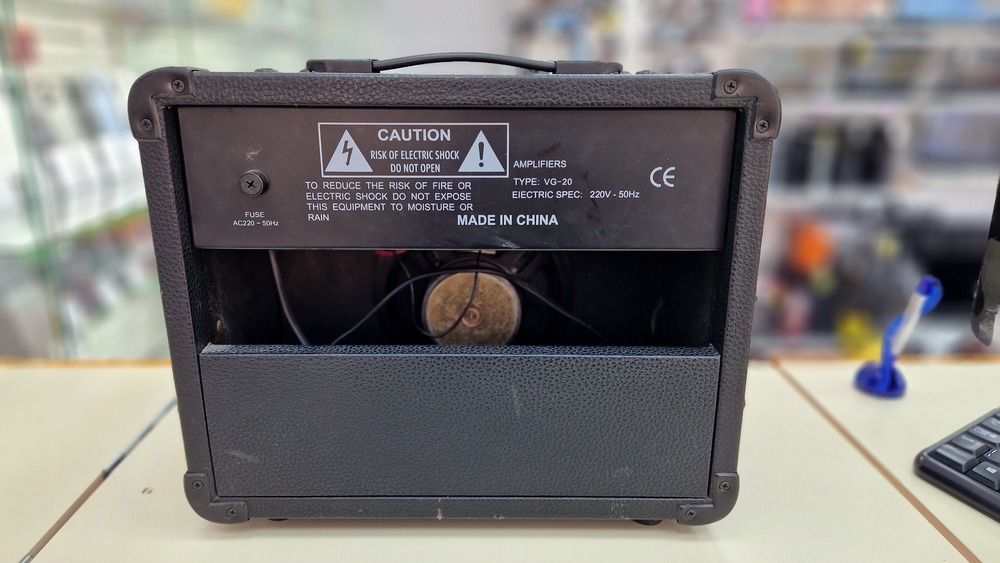 CAUTION
RISK OF ELECTRIC SHOCK
DO NOT OPEN
TO REDUCE THE RISK OF FIRE OR
ELECTRIC SHOCK DO NOT EXPOSE
THIS EQUIPMENT TO MOISTURE OR
RAIN
AMPLIFIERS
TYPE: VG-20
EIECTRIC SPEC: 220V - 50Hz
MADE IN CHINA
CE
FUSE
AC220 ~ 50Hz